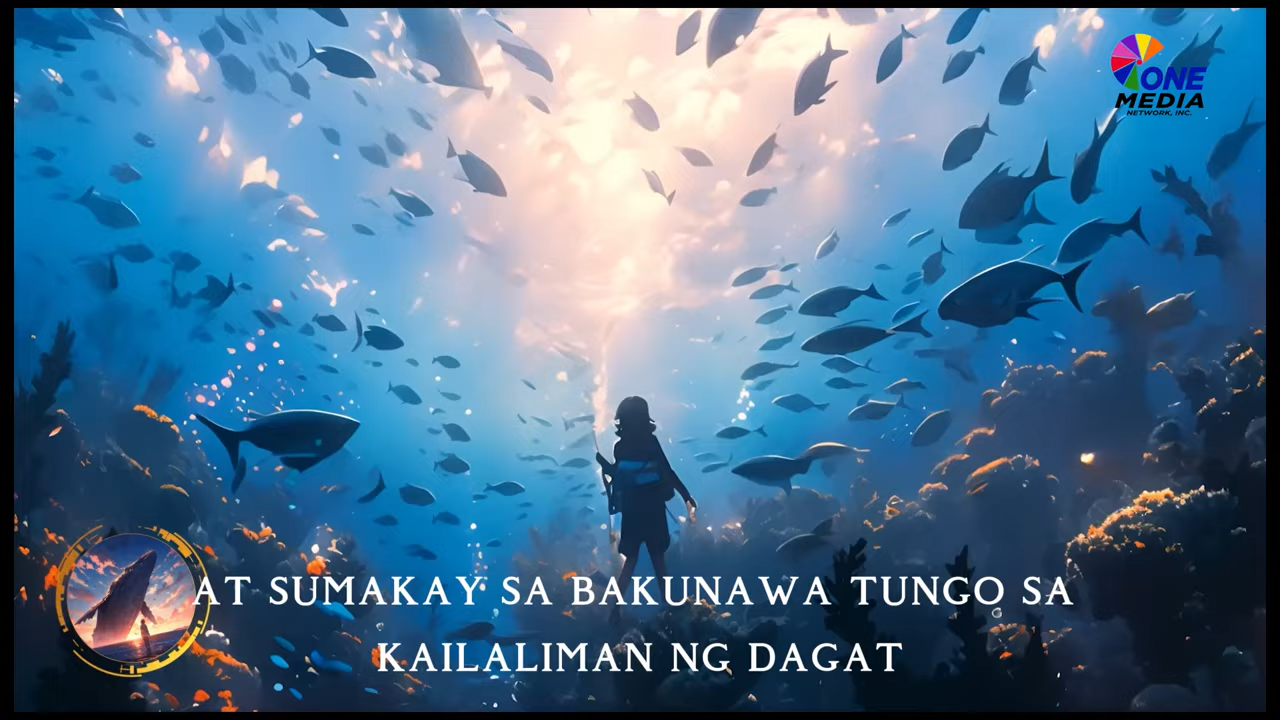 ONE
MEDIA
NETWORK, INC.
AT SUMAKAY SA BAKUNAWA TUNGO SA
KAILALIMAN NG DAGAT